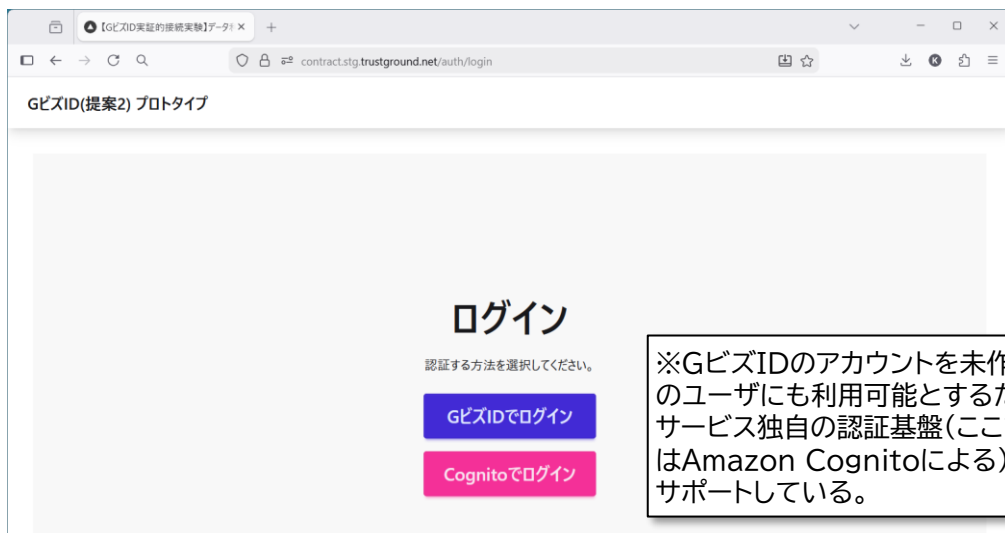 【GビズID実証的接続実験】デー
contract.stg.trustground.net/auth/login
GビズID(提案2) プロトタイプ
ログイン
認証する方法を選択してください。
GビズIDでログイン
Cognitoでログイン
※GビズIDのアカウントを未作
のユーザにも利用可能とする
サービス独自の認証基盤(ここ
はAmazon Cognitoによる)
サポートしている。